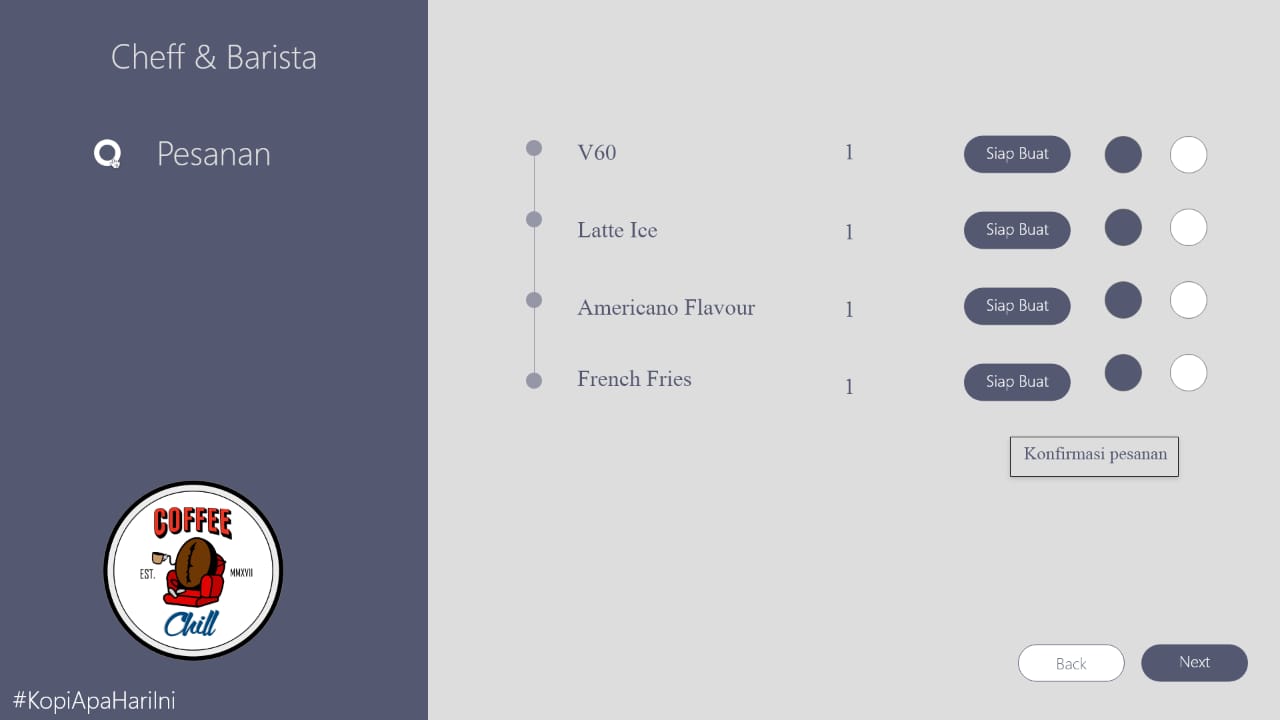 Cheff & Barista
Pesanan
V60 1 Siap Buat
Latte Ice 1 Siap Buat
Americano Flavour 1 Siap Buat
French Fries 1 Siap Buat
Konfirmasi pesanan
COFFEE
EST. MMXVII
Chill
Back Next
#KopiApaHariIni